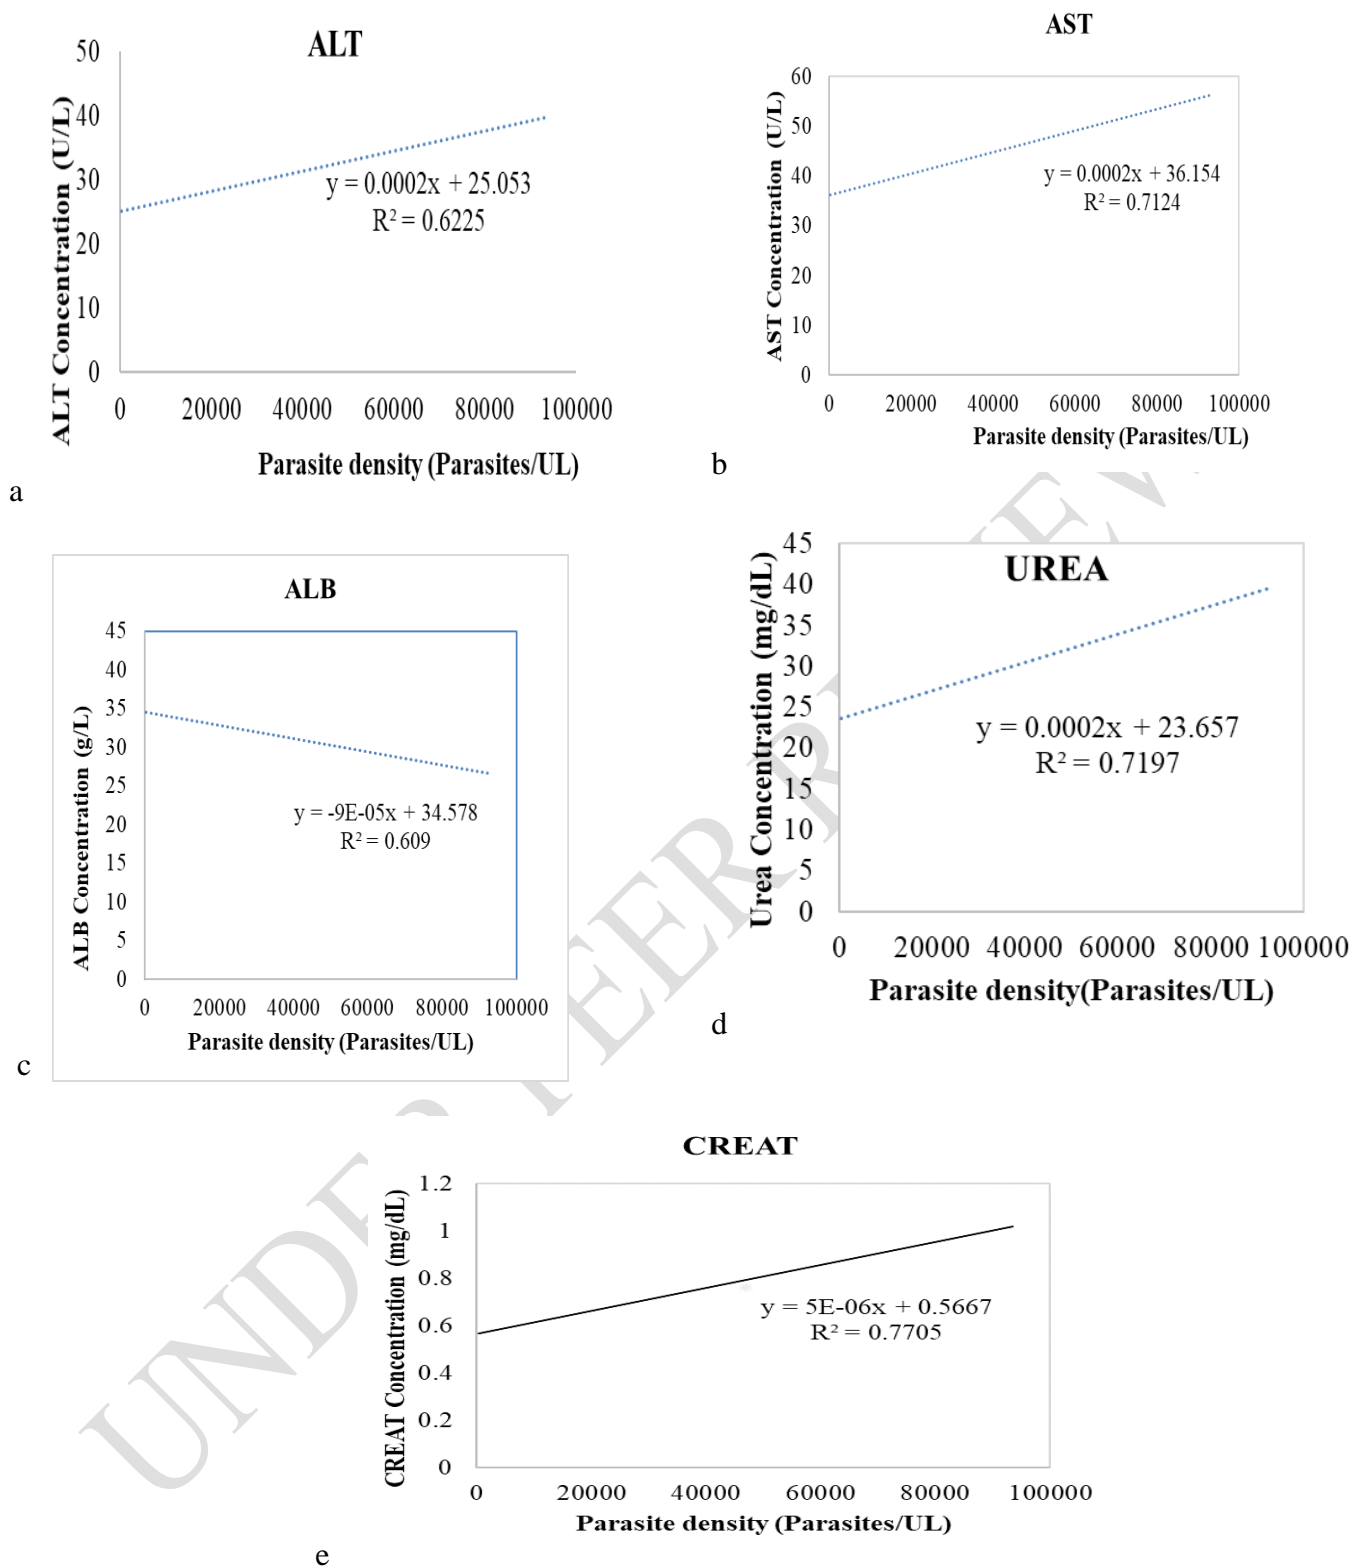 ALT
ALT Concentration (U/L)
50
40
30
20
10
0
y = 0.0002x + 25.053
R² = 0.6225
0 20000 40000 60000 80000 100000
Parasite density (Parasites/UL)
a
AST
AST Concentration (U/L)
60
50
40
30
20
10
0
y = 0.0002x + 36.154
R² = 0.7124
0 20000 40000 60000 80000 100000
Parasite density (Parasites/UL)
b
ALB
ALB Concentration (g/L)
45
40
35
30
25
20
15
10
5
0
y = -9E-05x + 34.578
R² = 0.609
0 20000 40000 60000 80000 100000
Parasite density (Parasites/UL)
c
UREA
Urea Concentration (mg/dL)
45
40
35
30
25
20
15
10
5
0
y = 0.0002x + 23.657
R² = 0.7197
0 20000 40000 60000 80000 100000
Parasite density(Parasites/UL)
d
CREAT
CREAT Concentration (mg/dL)
1.2
1
0.8
0.6
0.4
0.2
0
y = 5E-06x + 0.5667
R² = 0.7705
0 20000 40000 60000 80000 100000
Parasite density (Parasites/UL)
e